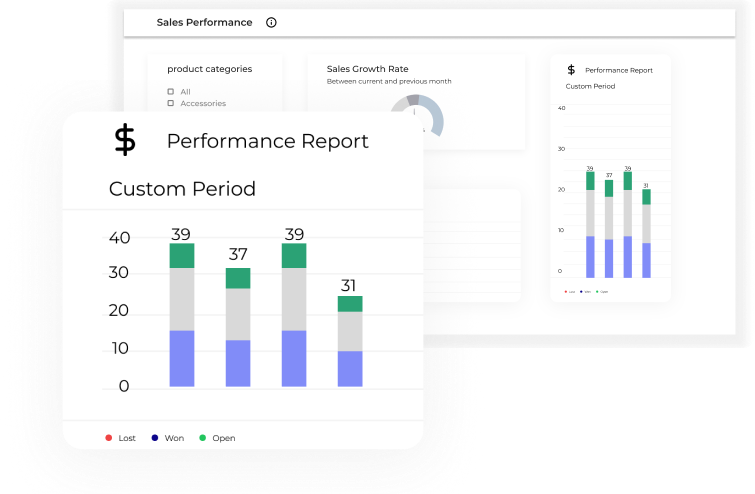 Sales Performance
product categories
All
Accessories
Sales Growth Rate
Between current and previous month
$ Performance Report
Custom Period
40
30
20
10
0
39
37
39
31
Lost Won Open
$ Performance Report
Custom Period
40
30
20
10
0
39
37
39
31
Lost Won Open